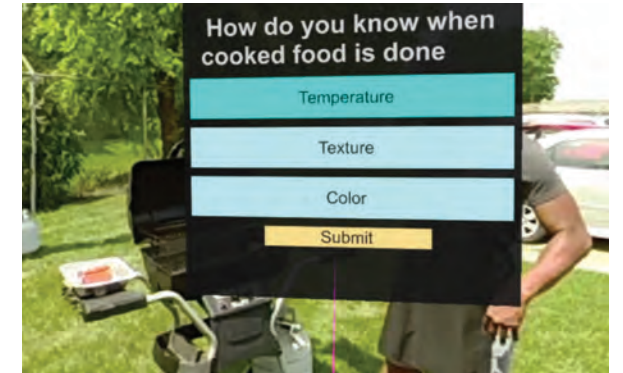 How do you know when
cooked food is done
Temperature
Texture
Color
Submit